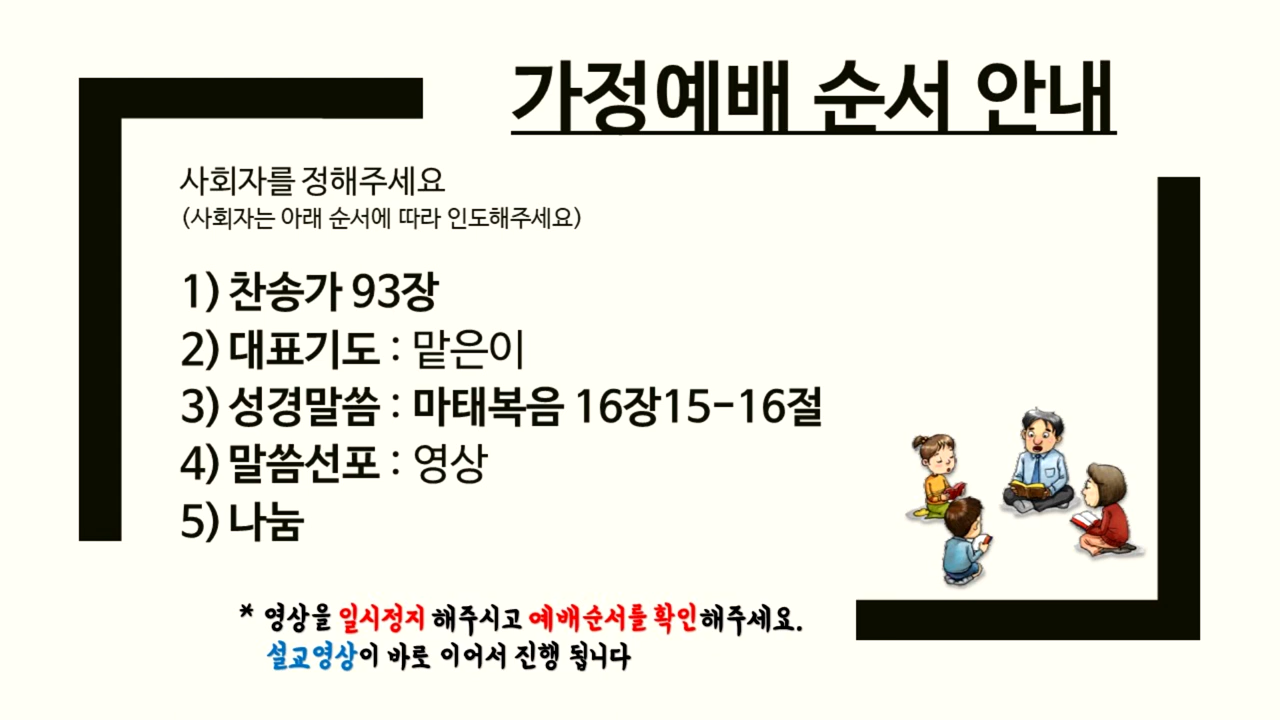 가정예배 순서 안내
사회자를 정해주세요
(사회자는 아래 순서에 따라 인도해주세요)
1) 찬송가 93장
2) 대표기도 : 맡은이
3) 성경말씀 : 마태복음 16장15-16절
4) 말씀선포 : 영상
5) 나눔
* 영상을 일시정지 해주시고 예배순서를 확인해주세요.
설교영상이 바로 이어서 진행 됩니다